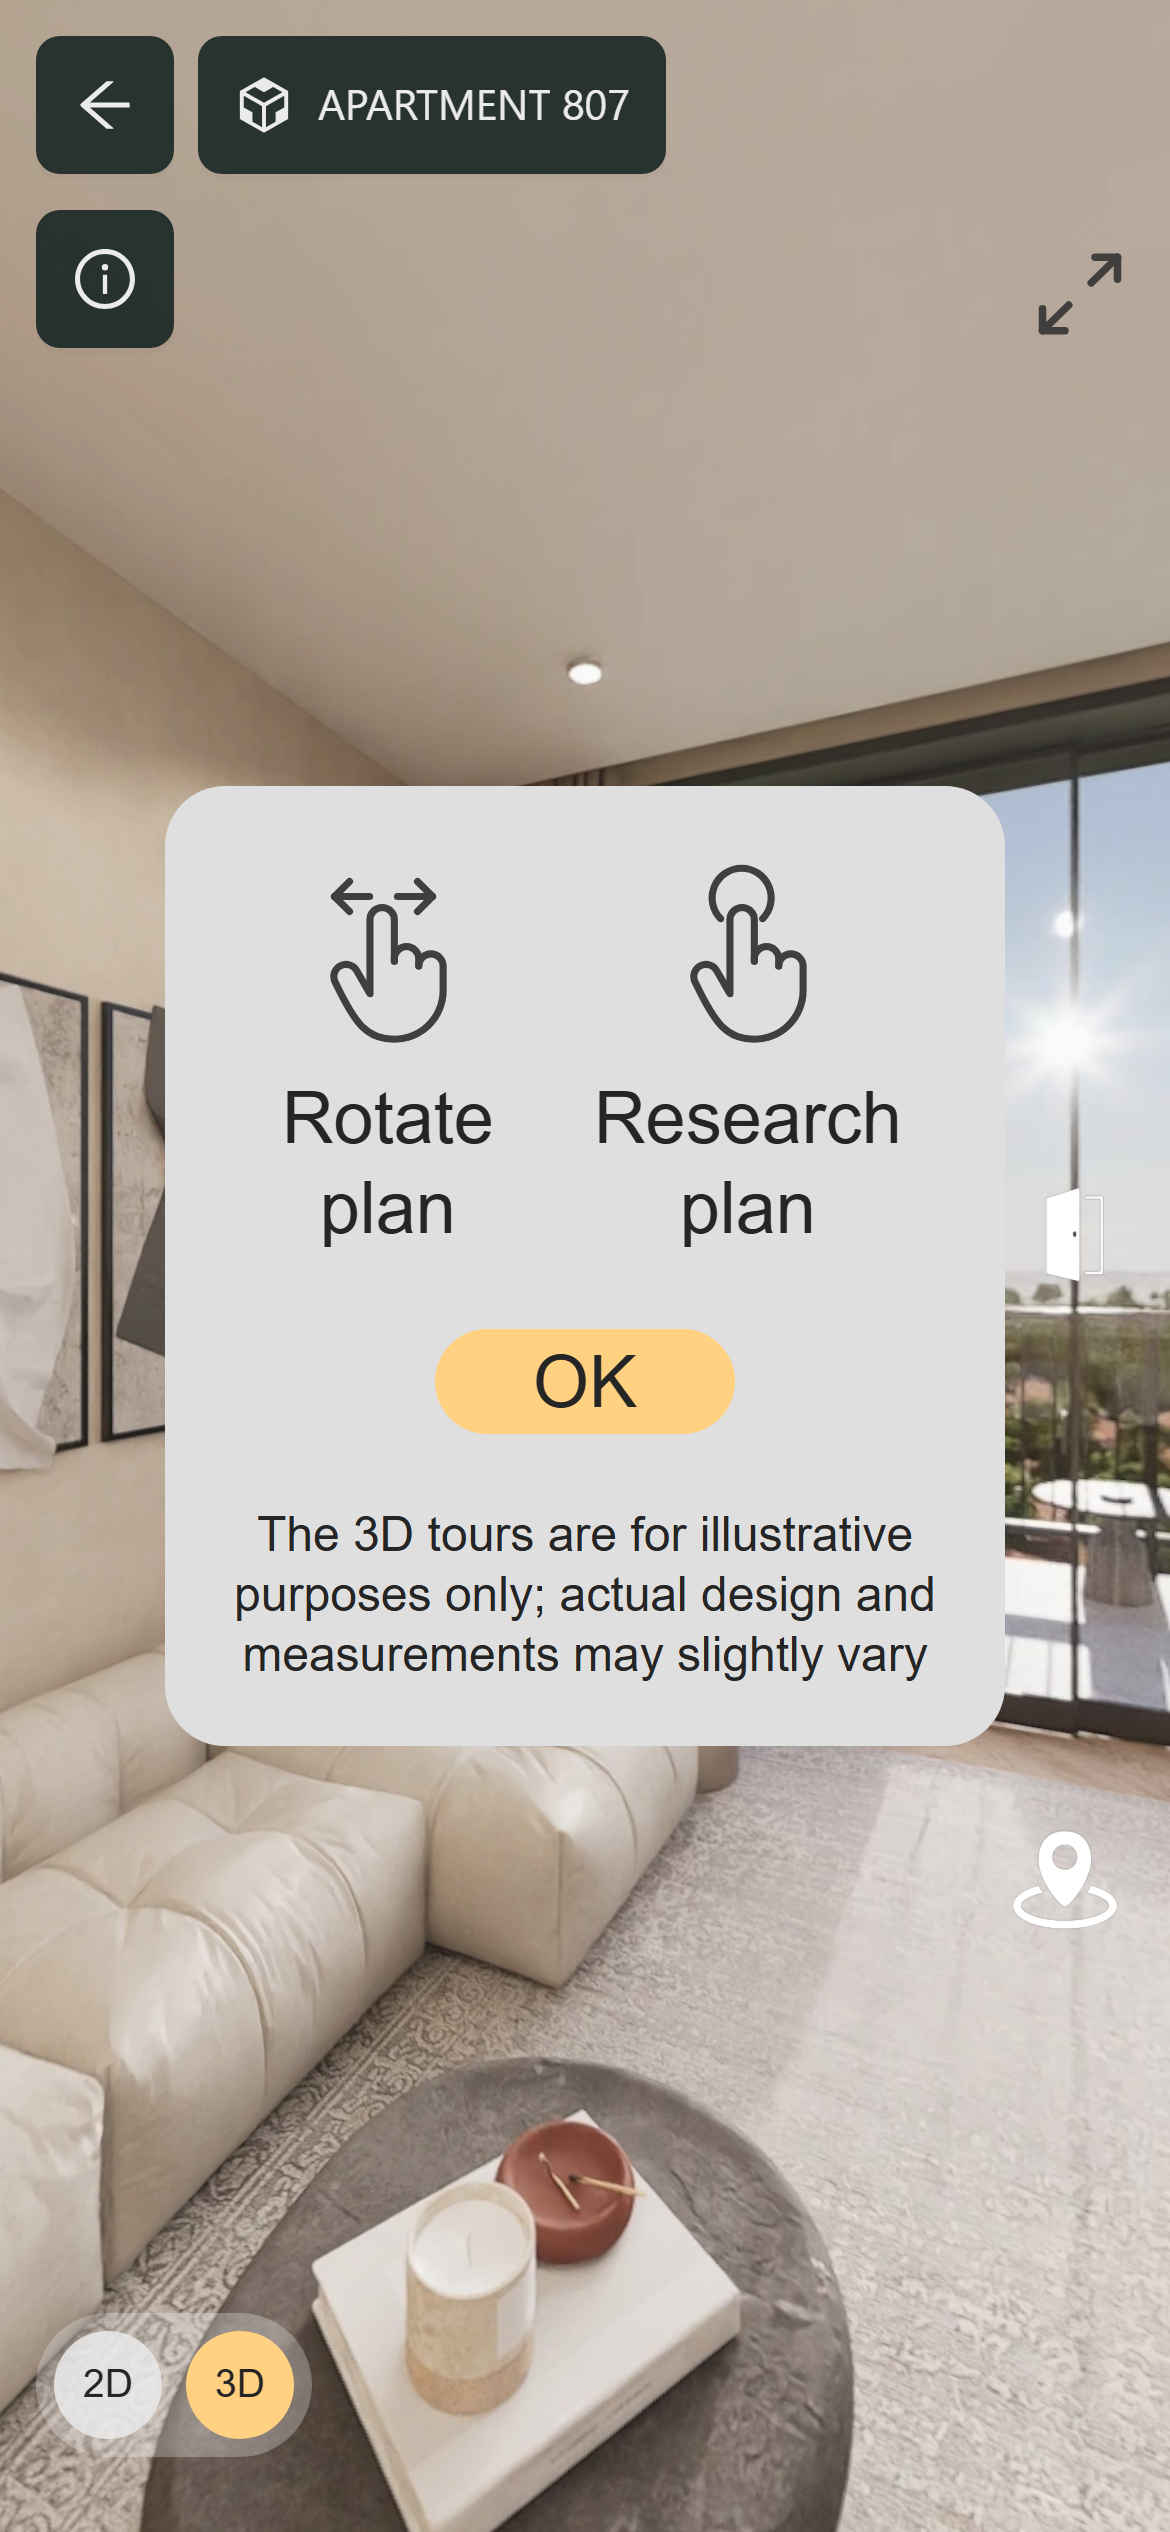 APARTMENT 807
Rotate
plan
Research
plan
OK
The 3D tours are for illustrative
purposes only; actual design and
measurements may slightly vary
2D
3D